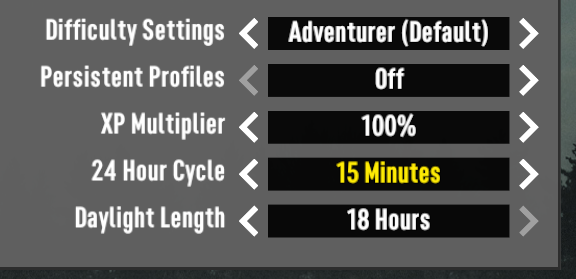 Difficulty Settings Adventurer (Default)
Persistent Profiles Off
XP Multiplier 100%
24 Hour Cycle 15 Minutes
Daylight Length 18 Hours